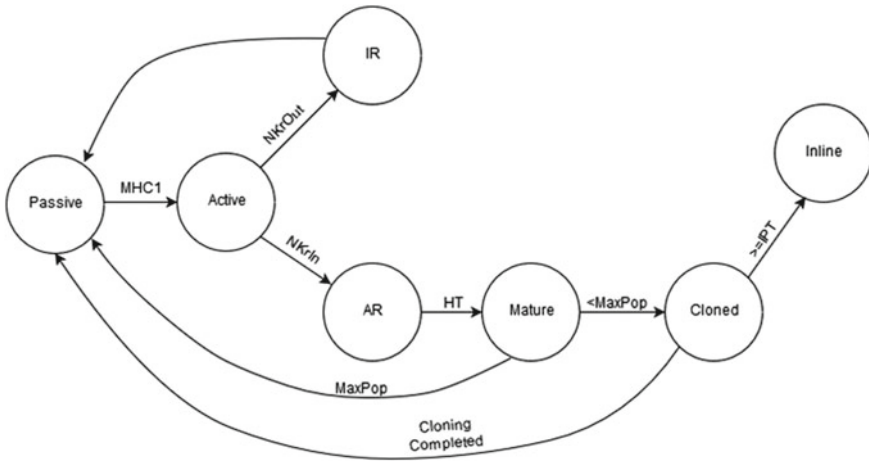 IR
NKrOut
Inline
Passive
MHC1
Active
>=IPT
NKrIn
AR
HT
Mature
<MaxPop
Cloned
MaxPop
Cloning
Completed